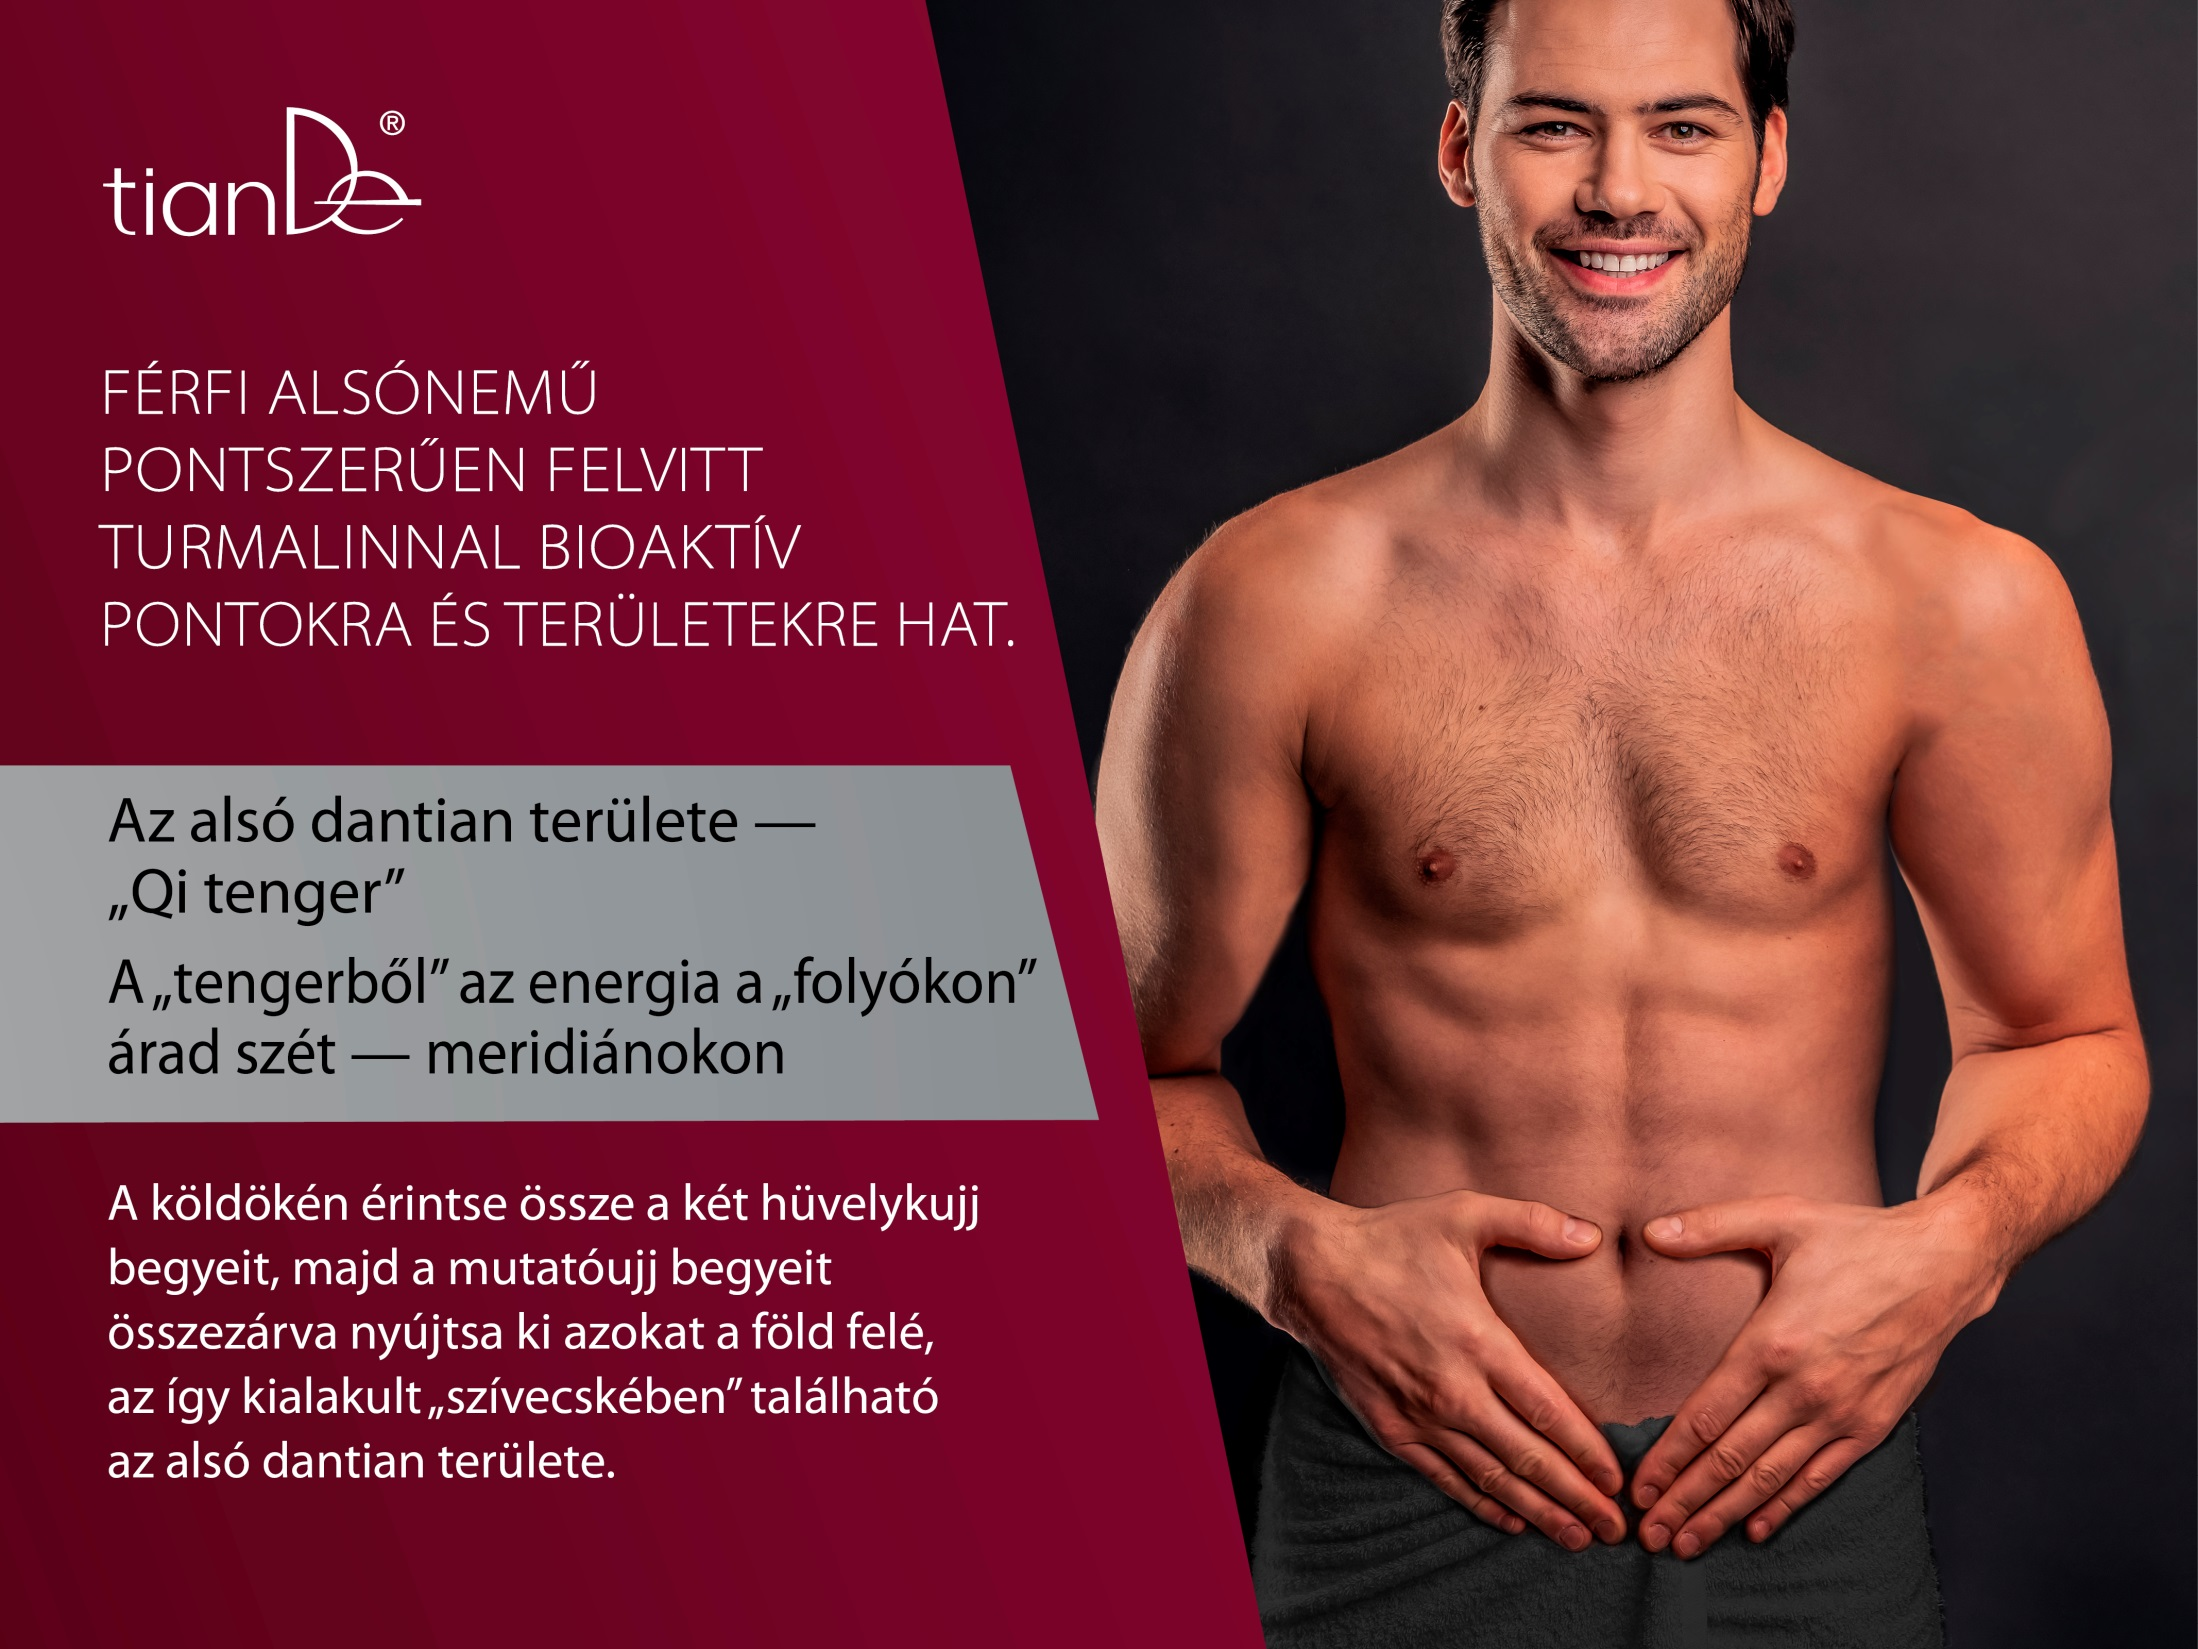 tianDe®
FÉRFI ALSÓNEMŰ
PONTSZERŰEN FELVITT
TURMALINNAL BIOAKTÍV
PONTOKRA ÉS TERÜLETEKRE HAT.
Az alsó dantian területe —
„Qi tenger”
A „tengerből” az energia a „folyókon”
árad szét — meridiánokon
A köldökén érintse össze a két hüvelykujj
begyeit, majd a mutatóujj begyeit
összezárva nyújtsa ki azokat a föld felé,
az így kialakult „szívecskében” található
az alsó dantian területe.